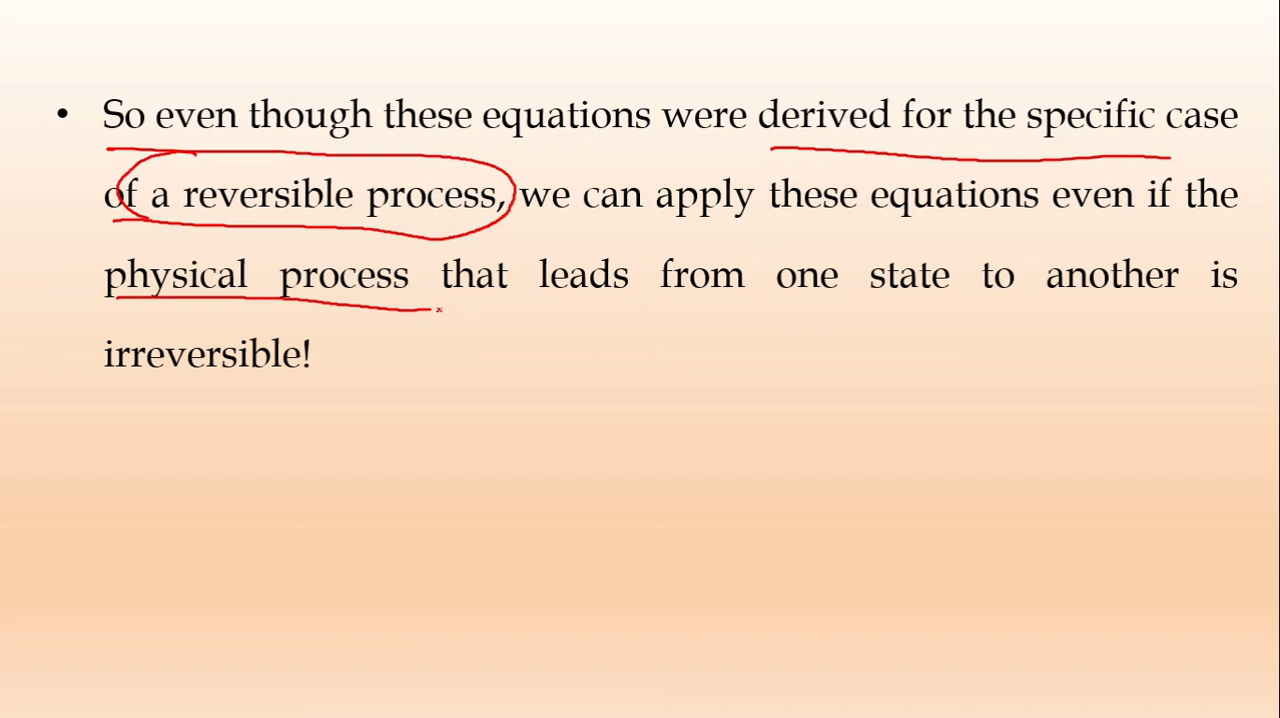 • So even though these equations were derived for the specific case
of a reversible process, we can apply these equations even if the
physical process that leads from one state to another is
irreversible!